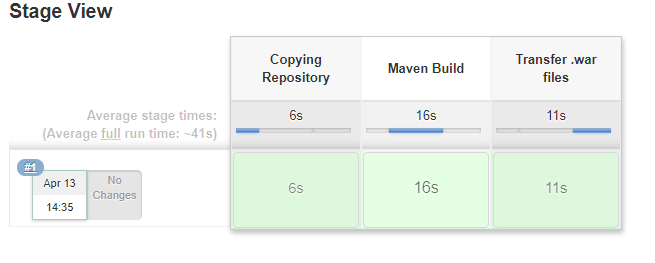 Stage View
Copying
Repository
Maven Build
Transfer .war
files
Average stage times:
(Average full run time: ~41s)
6s
16s
11s
#1
Apr 13
14:35
No
Changes
6s
16s
11s